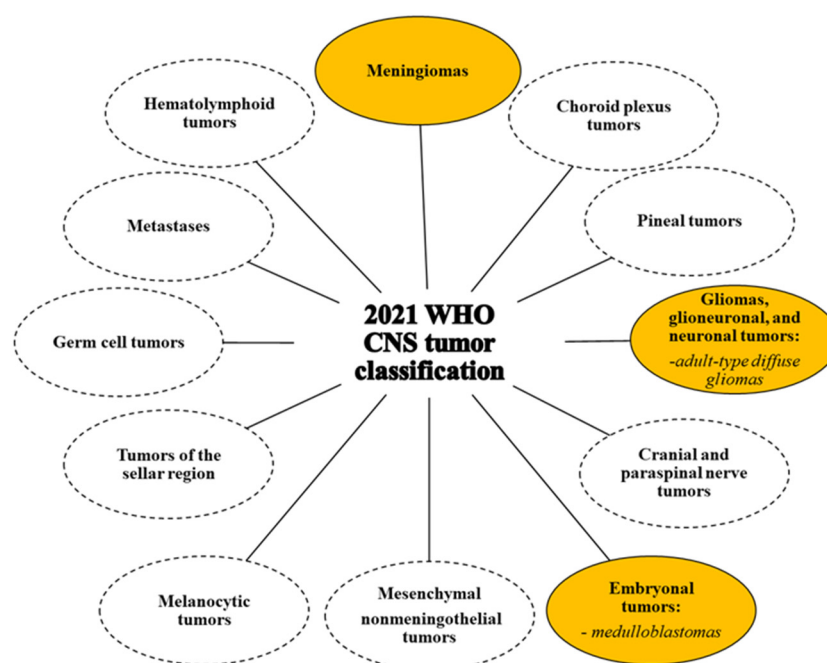 Meningiomas
Hematolymphoid
tumors
Choroid plexus
tumors
Metastases
Pineal tumors
2021 WHO
CNS tumor
classification
Germ cell tumors
Gliomas,
glioneuronal, and
neuronal tumors:
-adult-type diffuse
gliomas
Tumors of the
sellar region
Cranial and
paraspinal nerve
tumors
Melanocytic
tumors
Mesenchymal
nonmeningothelial
tumors
Embryonal
tumors:
- medulloblastomas